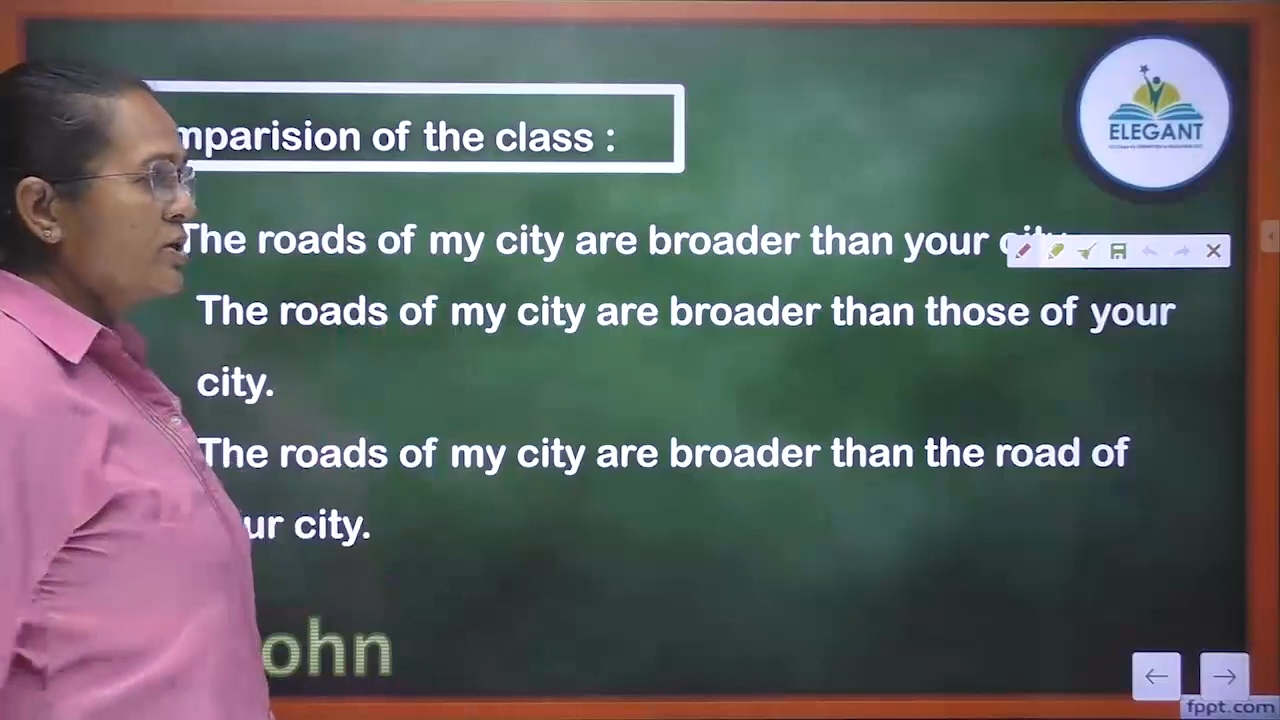 mparision of the class :
ELEGANT
The roads of my city are broader than your city
The roads of my city are broader than those of your
city.
The roads of my city are broader than the road of
ur city.
ohn
fppt.com